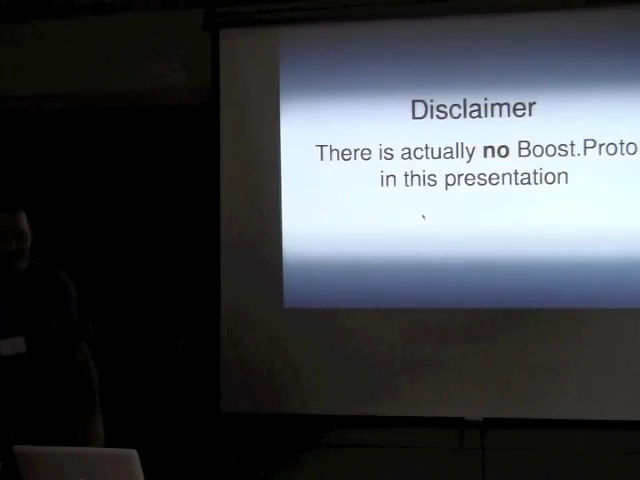 Disclaimer
There is actually no Boost.Proto
in this presentation